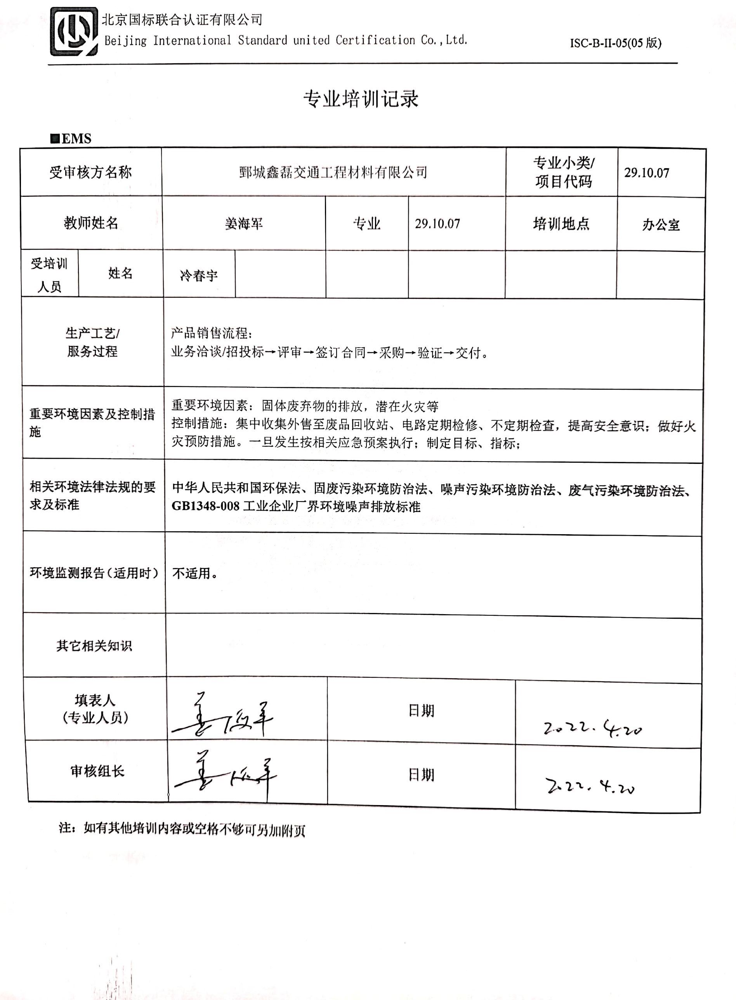 北京国标联合认证有限公司
Beijing International Standard united Certification Co.,Ltd.
ISC-B-II-05(05 版)
专业培训记录
■EMS
受审核方名称
鄄城鑫磊交通工程材料有限公司
专业小类/
项目代码
29.10.07
教师姓名
姜海军
专业
29.10.07
培训地点
办公室
受培训
人员
姓名
冷春宇
生产工艺/
服务过程
产品销售流程：
业务洽谈/招投标→评审→签订合同→采购→验证→交付。
重要环境因素及控制措
施
重要环境因素：固体废弃物的排放，潜在火灾等
控制措施：集中收集外售至废品回收站、电路定期检修、不定期检查，提高安全意识；做好火
灾预防措施。一旦发生按相关应急预案执行；制定目标、指标；
相关环境法律法规的要
求及标准
中华人民共和国环保法、固废污染环境防治法、噪声污染环境防治法、废气污染环境防治法、
GB1348-008 工业企业厂界环境噪声排放标准
环境监测报告（适用时）
不适用。
其它相关知识
填表人
（专业人员）
姜海军
日期
2022.4.20
审核组长
姜海军
日期
2022.4.20
注：如有其他培训内容或空格不够可另加附页